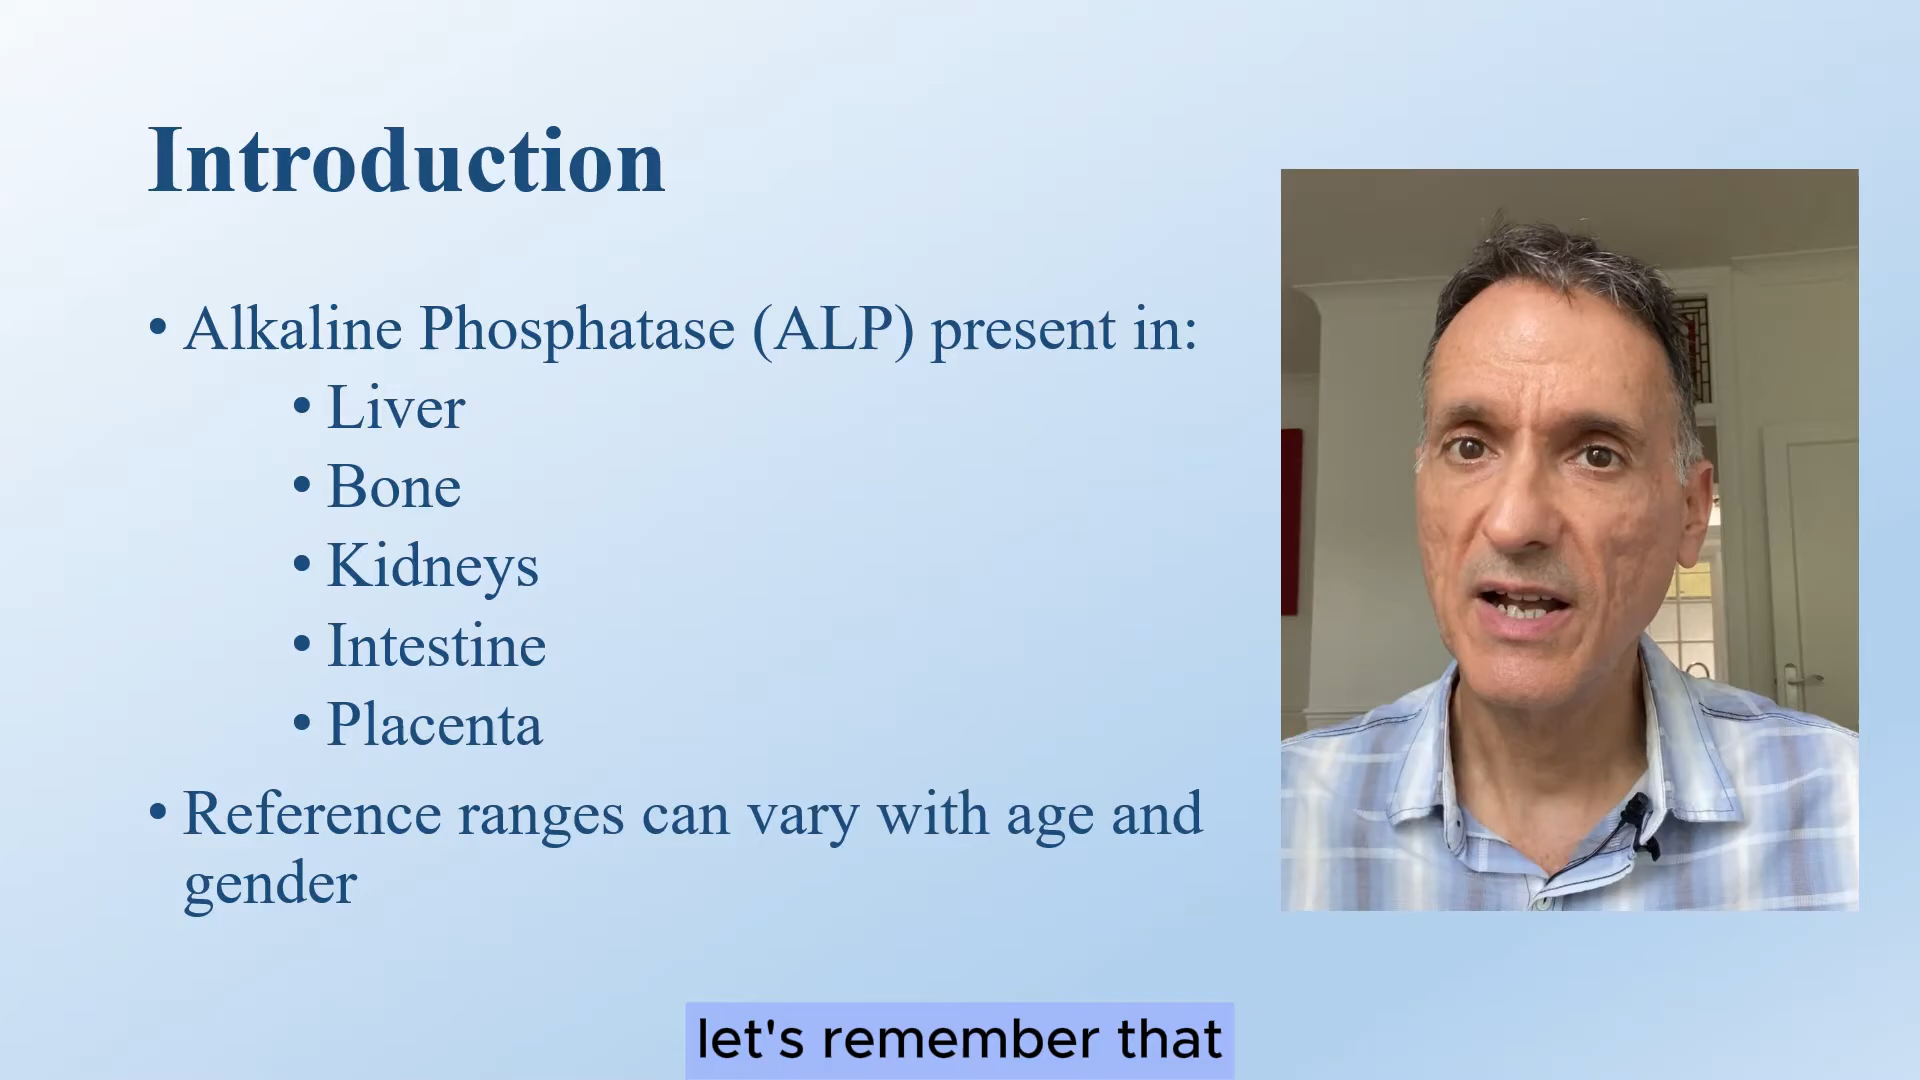 Introduction
• Alkaline Phosphatase (ALP) present in:
• Liver
• Bone
• Kidneys
• Intestine
• Placenta
• Reference ranges can vary with age and
gender
let's remember that